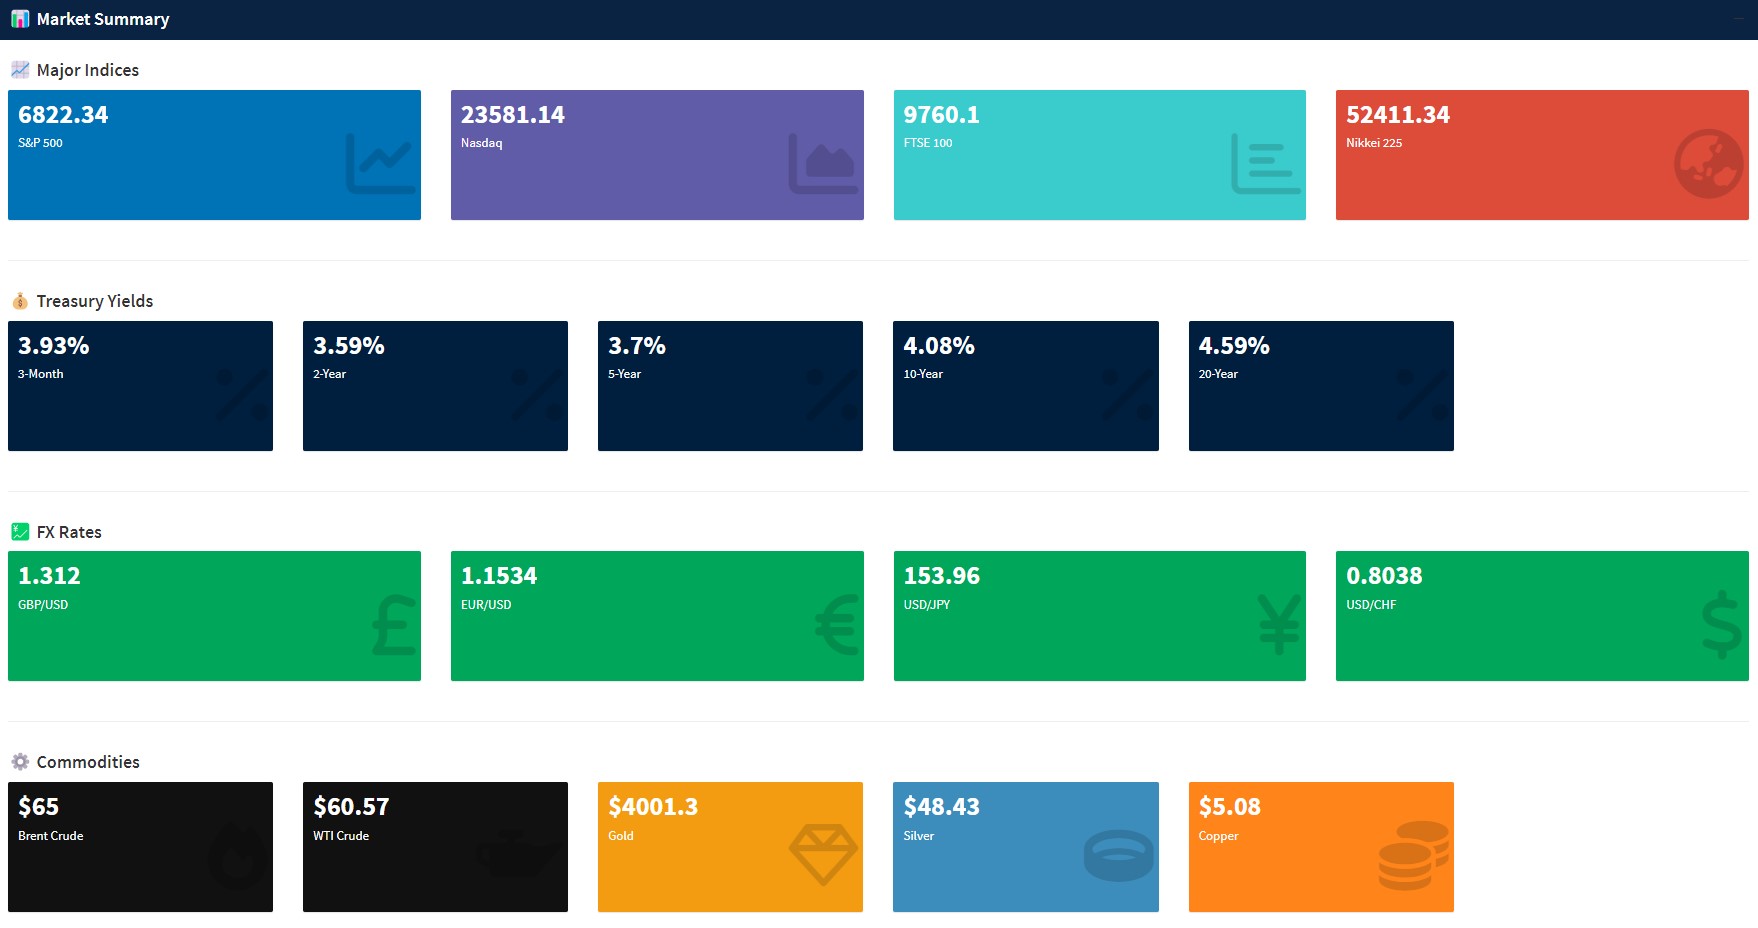 Market Summary
Major Indices
6822.34
S&P 500
23581.14
Nasdaq
9760.1
FTSE 100
52411.34
Nikkei 225
Treasury Yields
3.93%
3-Month
3.59%
2-Year
3.7%
5-Year
4.08%
10-Year
4.59%
20-Year
FX Rates
1.312
GBP/USD
1.1534
EUR/USD
153.96
USD/JPY
0.8038
USD/CHF
Commodities
$65
Brent Crude
$60.57
WTI Crude
$4001.3
Gold
$48.43
Silver
$5.08
Copper